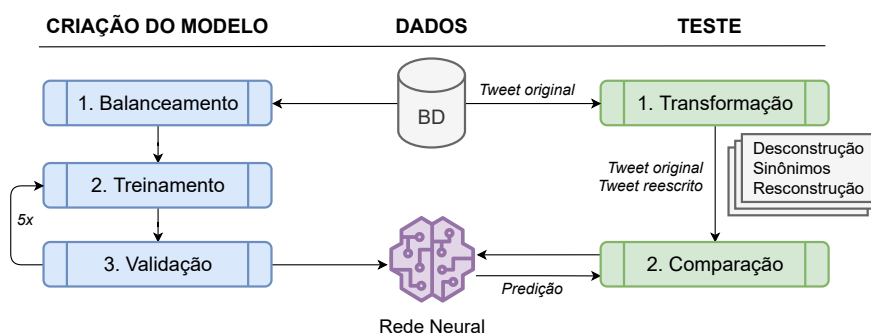 CRIAÇÃO DO MODELO
DADOS
TESTE
1. Balanceamento
BD
Tweet original
1. Transformação
2. Treinamento
Tweet original
Tweet reescrito
Desconstrução
Sinônimos
Resconstrução
5x
3. Validação
2. Comparação
Predição
Rede Neural